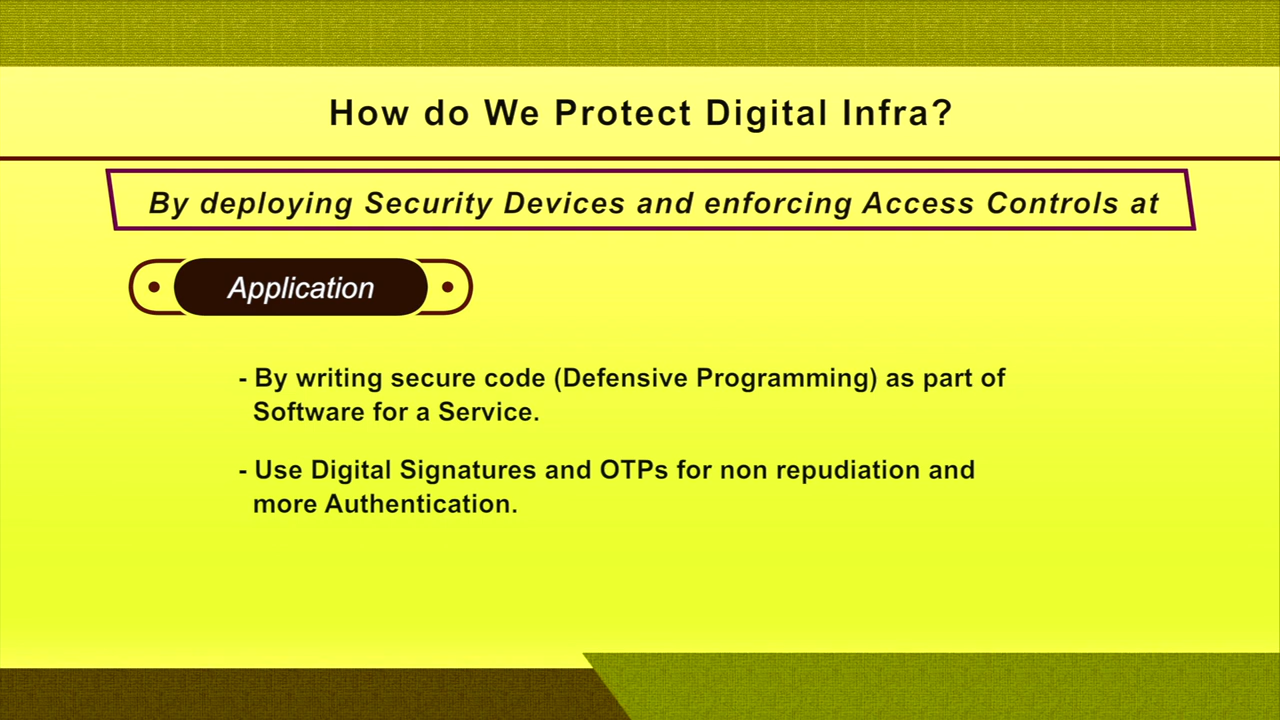 How do We Protect Digital Infra?
By deploying Security Devices and enforcing Access Controls at
Application
- By writing secure code (Defensive Programming) as part of
Software for a Service.
- Use Digital Signatures and OTPs for non repudiation and
more Authentication.